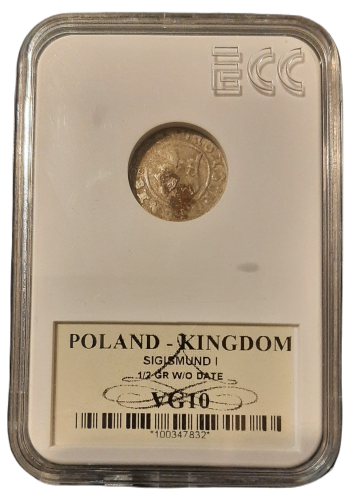 ECC
POLAND - KINGDOM
SIGISMUND I
1/2 GR W/O DATE
VG10
*100347832*